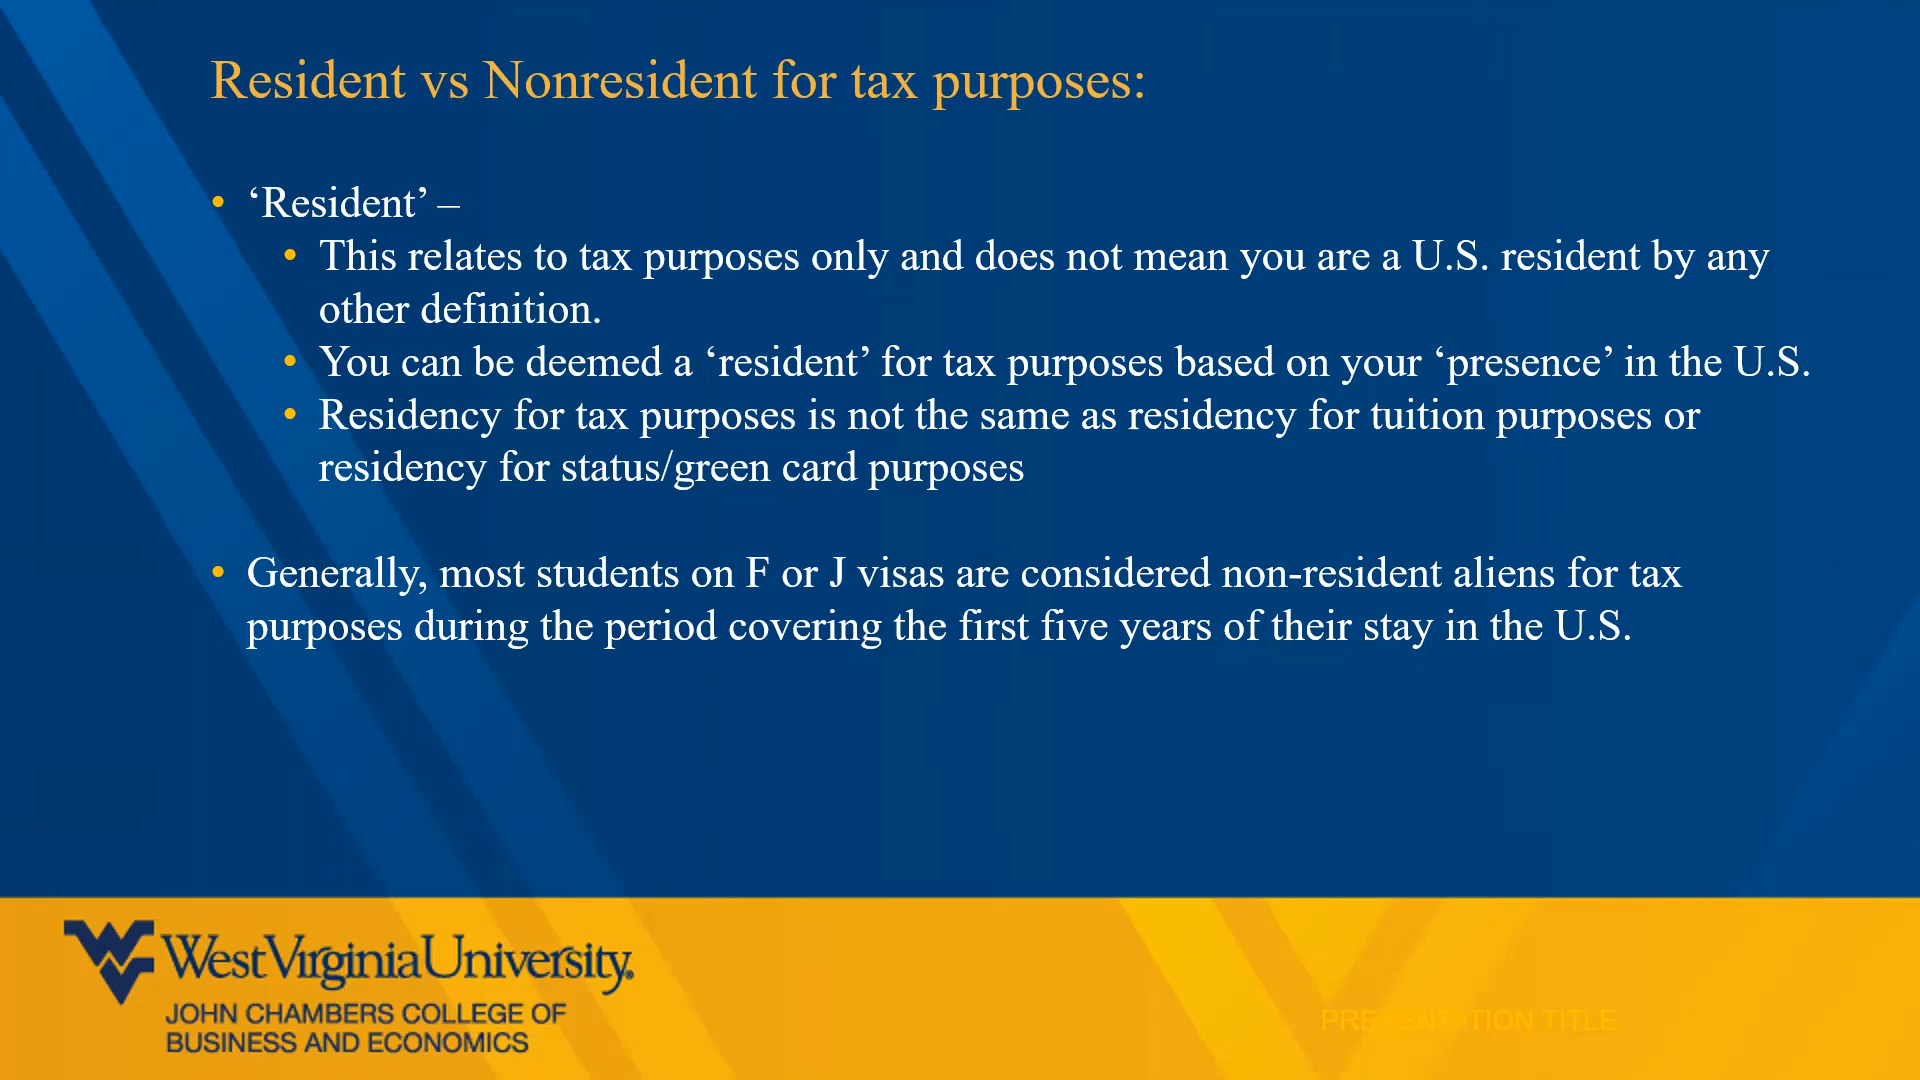 Resident vs Nonresident for tax purposes:
• ‘Resident’ –
• This relates to tax purposes only and does not mean you are a U.S. resident by any
other definition.
• You can be deemed a ‘resident’ for tax purposes based on your ‘presence’ in the U.S.
• Residency for tax purposes is not the same as residency for tuition purposes or
residency for status/green card purposes
• Generally, most students on F or J visas are considered non-resident aliens for tax
purposes during the period covering the first five years of their stay in the U.S.
WestVirginiaUniversity.
JOHN CHAMBERS COLLEGE OF
BUSINESS AND ECONOMICS
PRESENTATION TITLE